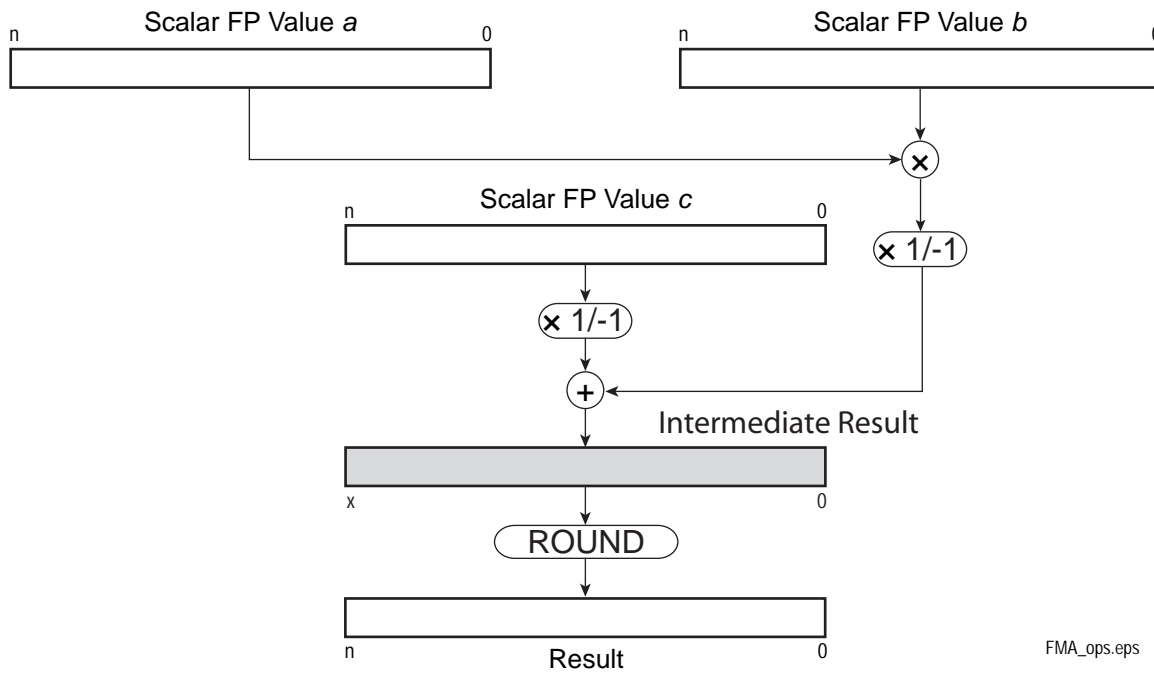 Scalar FP Value a
n 0
Scalar FP Value b
n 0
×
Scalar FP Value c
n 0
× 1/-1
× 1/-1
+
Intermediate Result
x 0
ROUND
n 0
Result
FMA_ops.eps